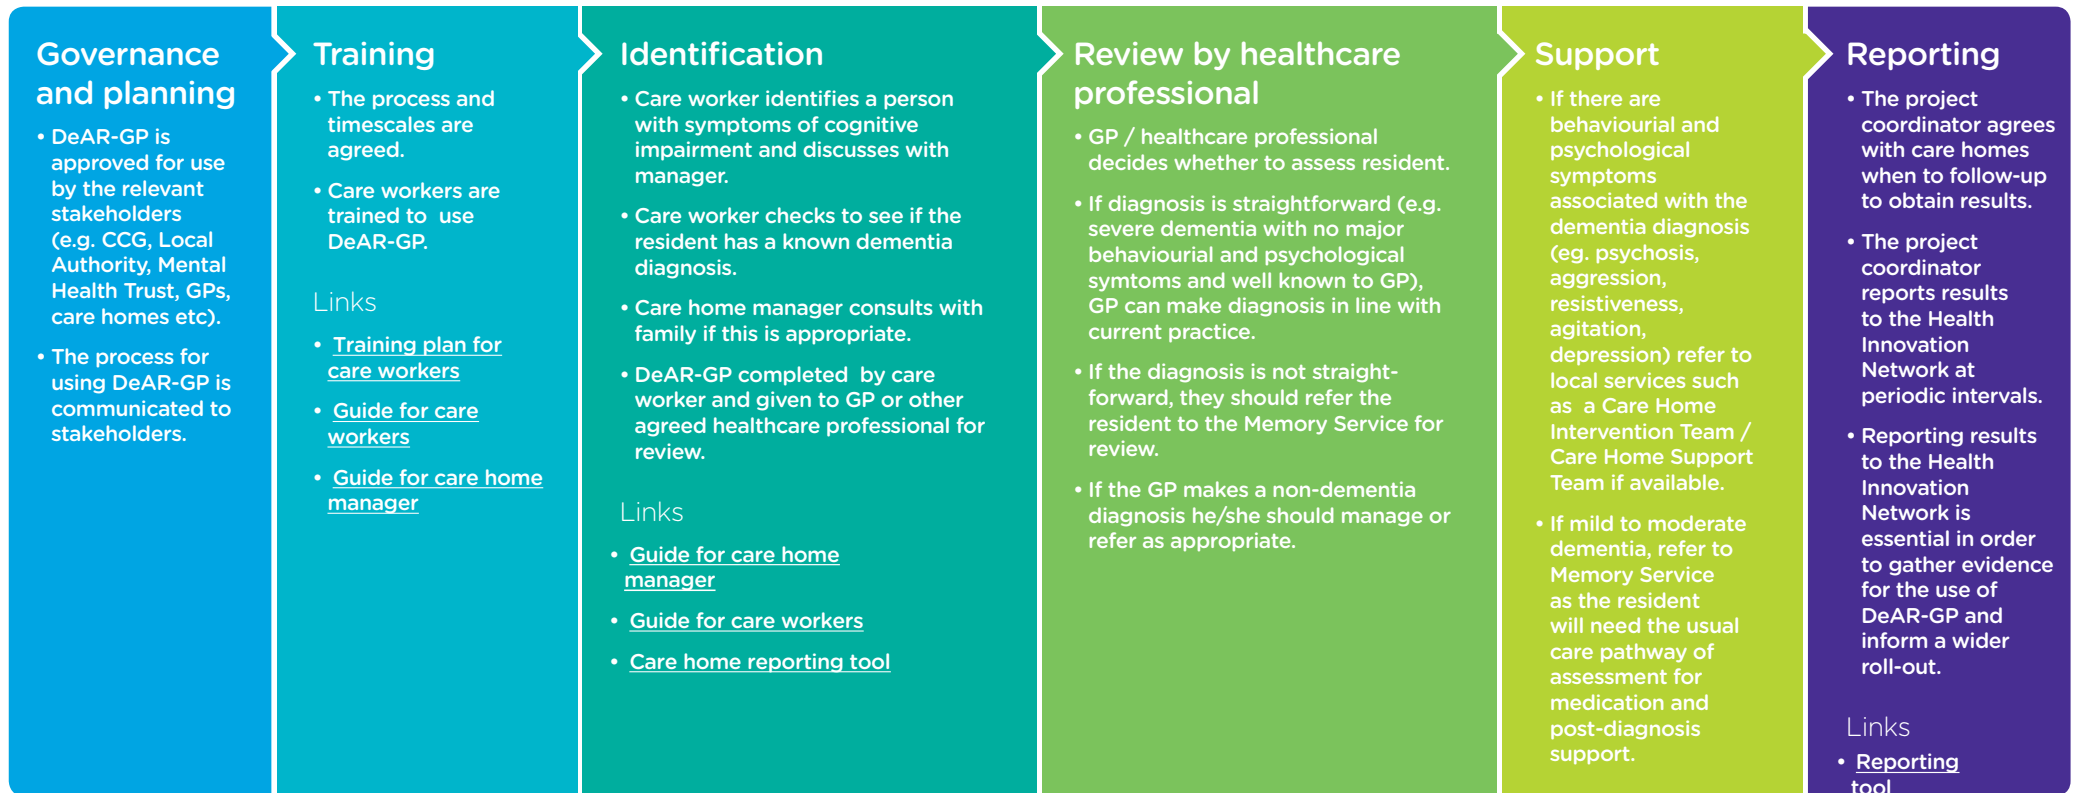 Governance
and planning
• DeAR-GP is
approved for use
by the relevant
stakeholders
(e.g. CCG, Local
Authority, Mental
Health Trust, GPs,
care homes etc).
• The process for
using DeAR-GP is
communicated to
stakeholders.
Training
• The process and
timescales are
agreed.
• Care workers are
trained to use
DeAR-GP.
Links
• Training plan for
care workers
• Guide for care
workers
• Guide for care home
manager
Identification
• Care worker identifies a person
with symptoms of cognitive
impairment and discusses with
manager.
• Care worker checks to see if the
resident has a known dementia
diagnosis.
• Care home manager consults with
family if this is appropriate.
• DeAR-GP completed by care
worker and given to GP or other
agreed healthcare professional for
review.
Links
• Guide for care home
manager
• Guide for care workers
• Care home reporting tool
Review by healthcare
professional
• GP / healthcare professional
decides whether to assess resident.
• If diagnosis is straightforward (e.g.
severe dementia with no major
behaviourial and psychological
symtoms and well known to GP),
GP can make diagnosis in line with
current practice.
• If the diagnosis is not straight-
forward, they should refer the
resident to the Memory Service for
review.
• If the GP makes a non-dementia
diagnosis he/she should manage or
refer as appropriate.
Support
• If there are
behaviourial and
psychological
symptoms
associated with the
dementia diagnosis
(eg. psychosis,
aggression,
resistiveness,
agitation,
depression) refer to
local services such
as a Care Home
Intervention Team /
Care Home Support
Team if available.
• If mild to moderate
dementia, refer to
Memory Service
as the resident
will need the usual
care pathway of
assessment for
medication and
post-diagnosis
support.
Reporting
• The project
coordinator agrees
with care homes
when to follow-up
to obtain results.
• The project
coordinator
reports results
to the Health
Innovation
Network at
periodic intervals.
• Reporting results
to the Health
Innovation
Network is
essential in order
to gather evidence
for the use of
DeAR-GP and
inform a wider
roll-out.
Links
• Reporting
tool